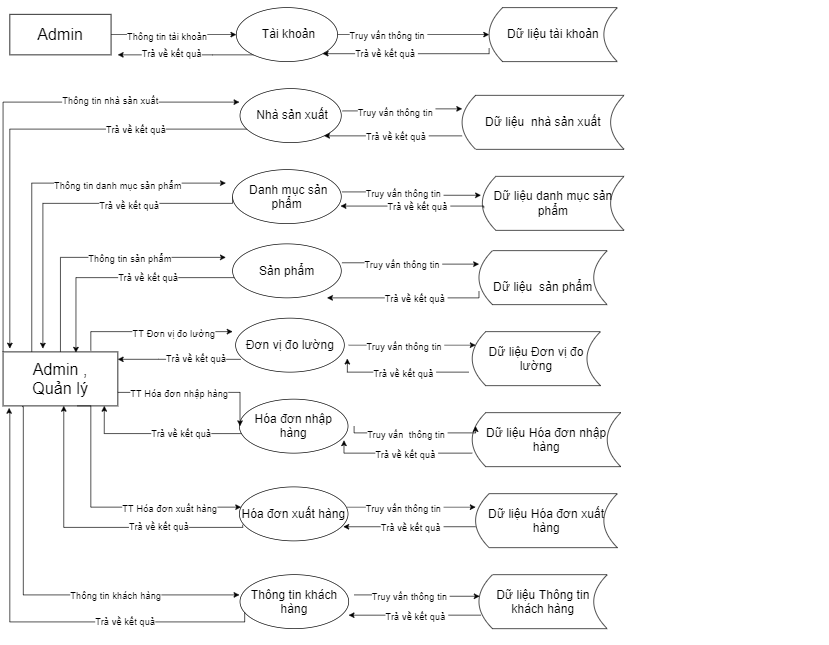 Admin
Thông tin tài khoản
Trả về kết quả
Tài khoản
Truy vấn thông tin
Trả về kết quả
Dữ liệu tài khoản
Thông tin nhà sản xuất
Trả về kết quả
Nhà sản xuất
Truy vấn thông tin
Trả về kết quả
Dữ liệu nhà sản xuất
Thông tin danh mục sản phẩm
Trả về kết quả
Danh mục sản
phẩm
Truy vấn thông tin
Trả về kết quả
Dữ liệu danh mục sản
phẩm
Thông tin sản phẩm
Trả về kết quả
Sản phẩm
Truy vấn thông tin
Trả về kết quả
Dữ liệu sản phẩm
Admin ,
Quản lý
TT Đơn vị đo lường
Trả về kết quả
Đơn vị đo lường
Truy vấn thông tin
Trả về kết quả
Dữ liệu Đơn vị đo
lường
TT Hóa đơn nhập hàng
Trả về kết quả
Hóa đơn nhập
hàng
Truy vấn thông tin
Trả về kết quả
Dữ liệu Hóa đơn nhập
hàng
TT Hóa đơn xuất hàng
Trả về kết quả
Hóa đơn xuất hàng
Truy vấn thông tin
Trả về kết quả
Dữ liệu Hóa đơn xuất
hàng
Thông tin khách hàng
Trả về kết quả
Thông tin khách
hàng
Truy vấn thông tin
Trả về kết quả
Dữ liệu Thông tin
khách hàng